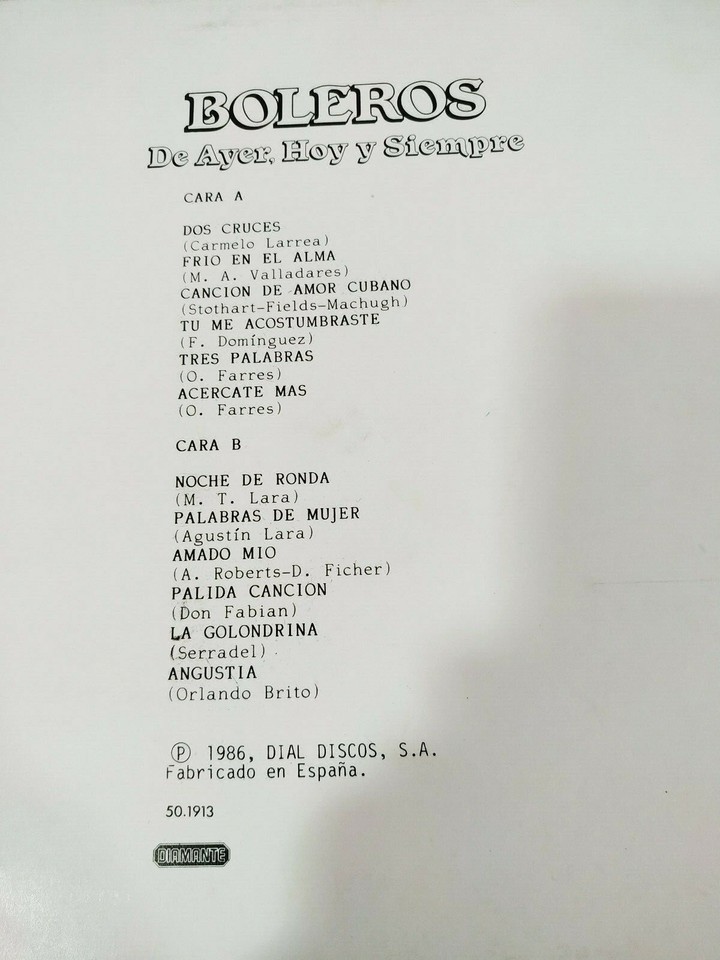 BOLEROS
De Ayer, Hoy y Siempre
CARA A
DOS CRUCES
(Carmelo Larrea)
FRIO EN EL ALMA
(M. A. Valladares)
CANCION DE AMOR CUBANO
(Stothart-Fields-Machugh)
TU ME ACOSTUMBRASTE
(F. Domínguez)
TRES PALABRAS
(O. Farres)
ACERCATE MAS
(O. Farres)
CARA B
NOCHE DE RONDA
(M. T. Lara)
PALABRAS DE MUJER
(Agustín Lara)
AMADO MIO
(A. Roberts-D. Ficher)
PALIDA CANCION
(Don Fabian)
LA GOLONDRINA
(Serradel)
ANGUSTIA
(Orlando Brito)
Ⓟ 1986, DIAL DISCOS, S.A.
Fabricado en España.
50.1913
DIAMANTE